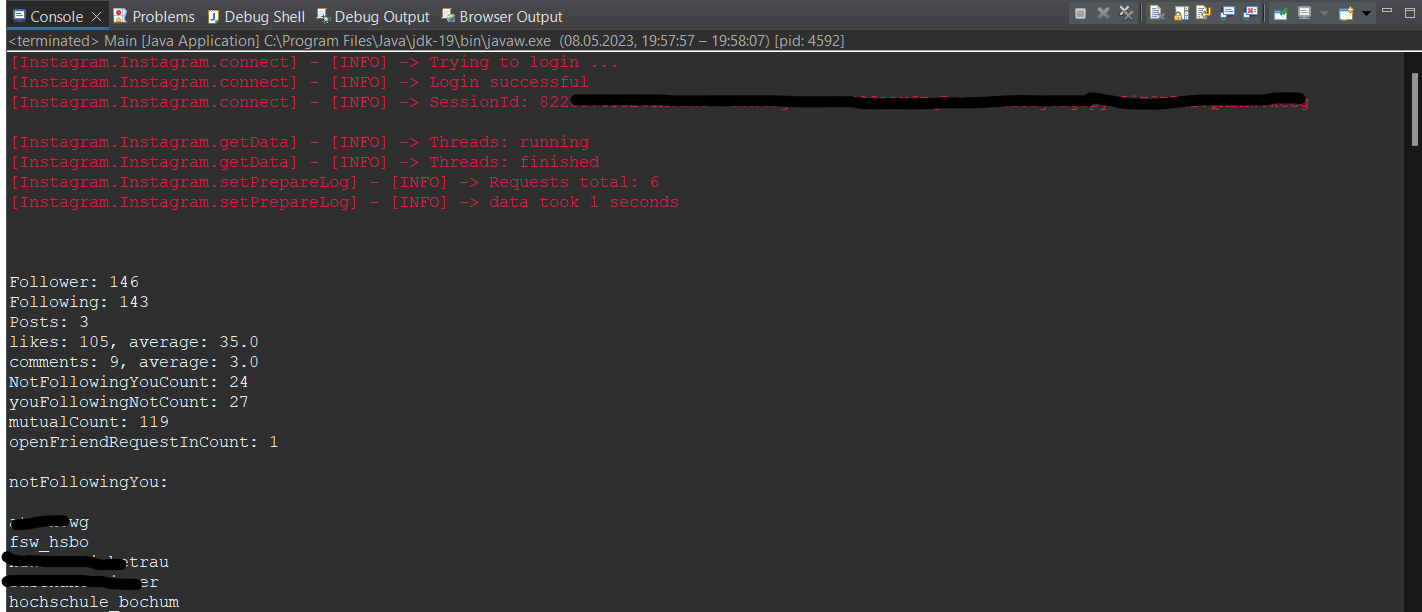 Console Problems Debug Shell Debug Output Browser Output
<terminated> Main [Java Application] C:\Program Files\Java\jdk-19\bin\javaw.exe (08.05.2023, 19:57:57 – 19:58:07) [pid: 4592]
[Instagram.Instagram.connect] - [INFO] -> Trying to login ...
[Instagram.Instagram.connect] - [INFO] -> Login successful
[Instagram.Instagram.connect] - [INFO] -> SessionId: 822
[Instagram.Instagram.getData] - [INFO] -> Threads: running
[Instagram.Instagram.getData] - [INFO] -> Threads: finished
[Instagram.Instagram.setPrepareLog] - [INFO] -> Requests total: 6
[Instagram.Instagram.setPrepareLog] - [INFO] -> data took 1 seconds
Follower: 146
Following: 143
Posts: 3
likes: 105, average: 35.0
comments: 9, average: 3.0
NotFollowingYouCount: 24
youFollowingNotCount: 27
mutualCount: 119
openFriendRequestInCount: 1
notFollowingYou:
wg
fsw_hsbo
etrau
er
hochschule_bochum